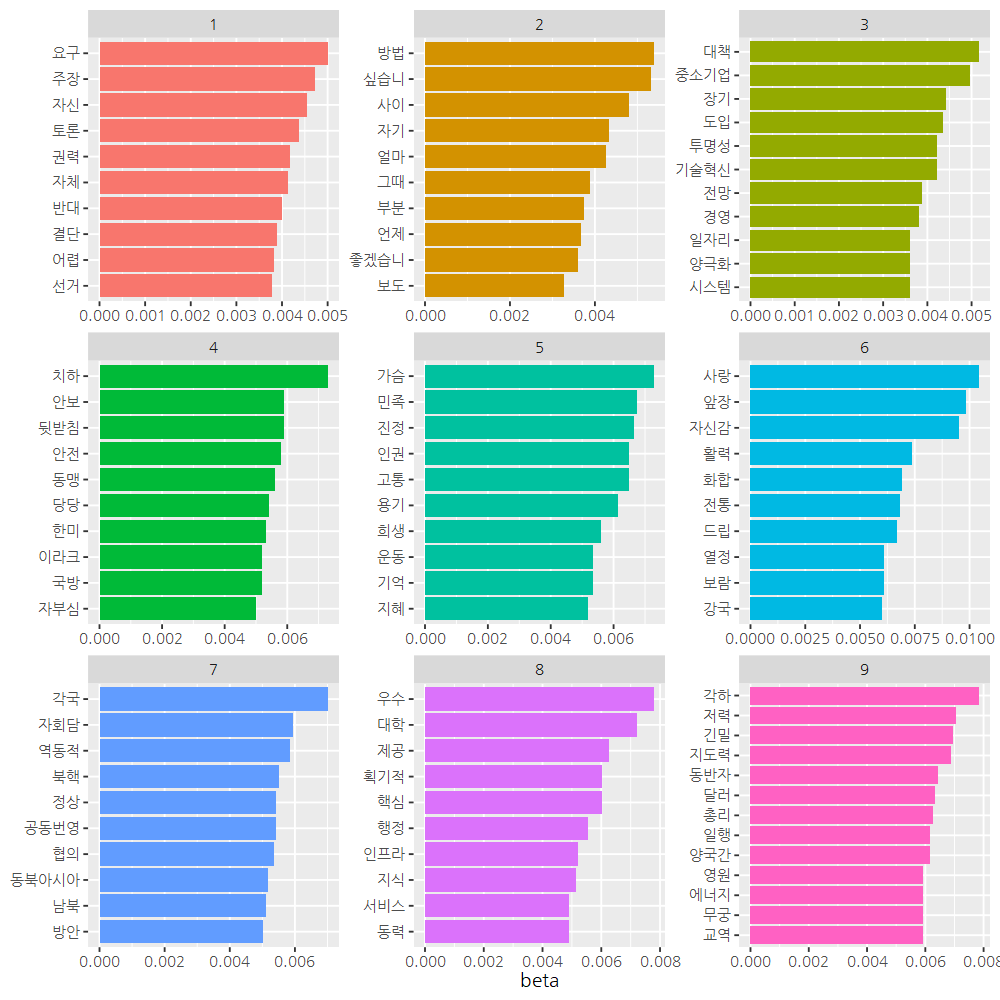 1
요구
주장
자신
토론
권력
자체
반대
결단
어렵
선거
0.000 0.001 0.002 0.003 0.004 0.005
2
방법
싶습니
사이
자기
얼마
그때
부분
언제
좋겠습니
보도
0.000 0.002 0.004
3
대책
중소기업
장기
도입
투명성
기술혁신
전망
경영
일자리
양극화
시스템
0.000 0.001 0.002 0.003 0.004 0.005
4
치하
안보
뒷받침
안전
동맹
당당
한미
이라크
국방
자부심
0.000 0.002 0.004 0.006
5
가슴
민족
진정
인권
고통
용기
희생
운동
기억
지혜
0.000 0.002 0.004 0.006
6
사랑
앞장
자신감
활력
화합
전통
드립
열정
보람
강국
0.0000 0.0025 0.0050 0.0075 0.0100
7
각국
자회담
역동적
북핵
정상
공동번영
협의
동북아시아
남북
방안
0.000 0.002 0.004 0.006
8
우수
대학
제공
획기적
핵심
행정
인프라
지식
서비스
동력
0.000 0.002 0.004 0.006 0.008
9
각하
저력
긴밀
지도력
동반자
달러
총리
일행
양국간
영원
에너지
무궁
교역
0.000 0.002 0.004 0.006 0.008
beta